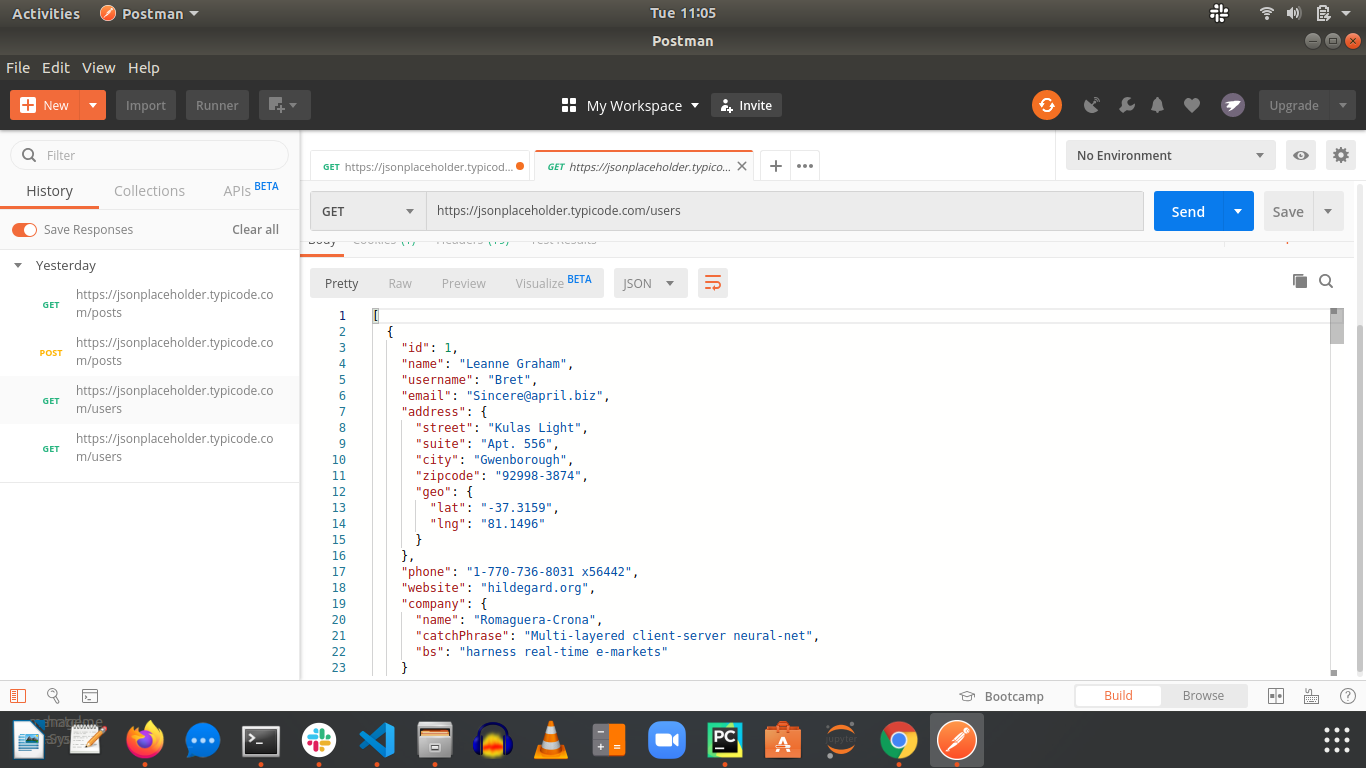 Activities Postman Tue 11:05
Postman
File Edit View Help
New Import Runner My Workspace Invite Upgrade
Filter
History Collections APIs BETA
Save Responses Clear all
Yesterday
GET https://jsonplaceholder.typicode.co
m/posts
POST https://jsonplaceholder.typicode.co
m/posts
GET https://jsonplaceholder.typicode.co
m/users
GET https://jsonplaceholder.typicode.co
m/users
GET https://jsonplaceholder.typicod... GET https://jsonplaceholder.typico... No Environment
GET https://jsonplaceholder.typicode.com/users Send Save
Body Cookies (1) Headers (19) Test Results
Pretty Raw Preview Visualize BETA JSON
1 [
2 {
3 "id": 1,
4 "name": "Leanne Graham",
5 "username": "Bret",
6 "email": "Sincere@april.biz",
7 "address": {
8 "street": "Kulas Light",
9 "suite": "Apt. 556",
10 "city": "Gwenborough",
11 "zipcode": "92998-3874",
12 "geo": {
13 "lat": "-37.3159",
14 "lng": "81.1496"
15 }
16 },
17 "phone": "1-770-736-8031 x56442",
18 "website": "hildegard.org",
19 "company": {
20 "name": "Romaguera-Crona",
21 "catchPhrase": "Multi-layered client-server neural-net",
22 "bs": "harness real-time e-markets"
23 }
Bootcamp Build Browse
PC
jupyter